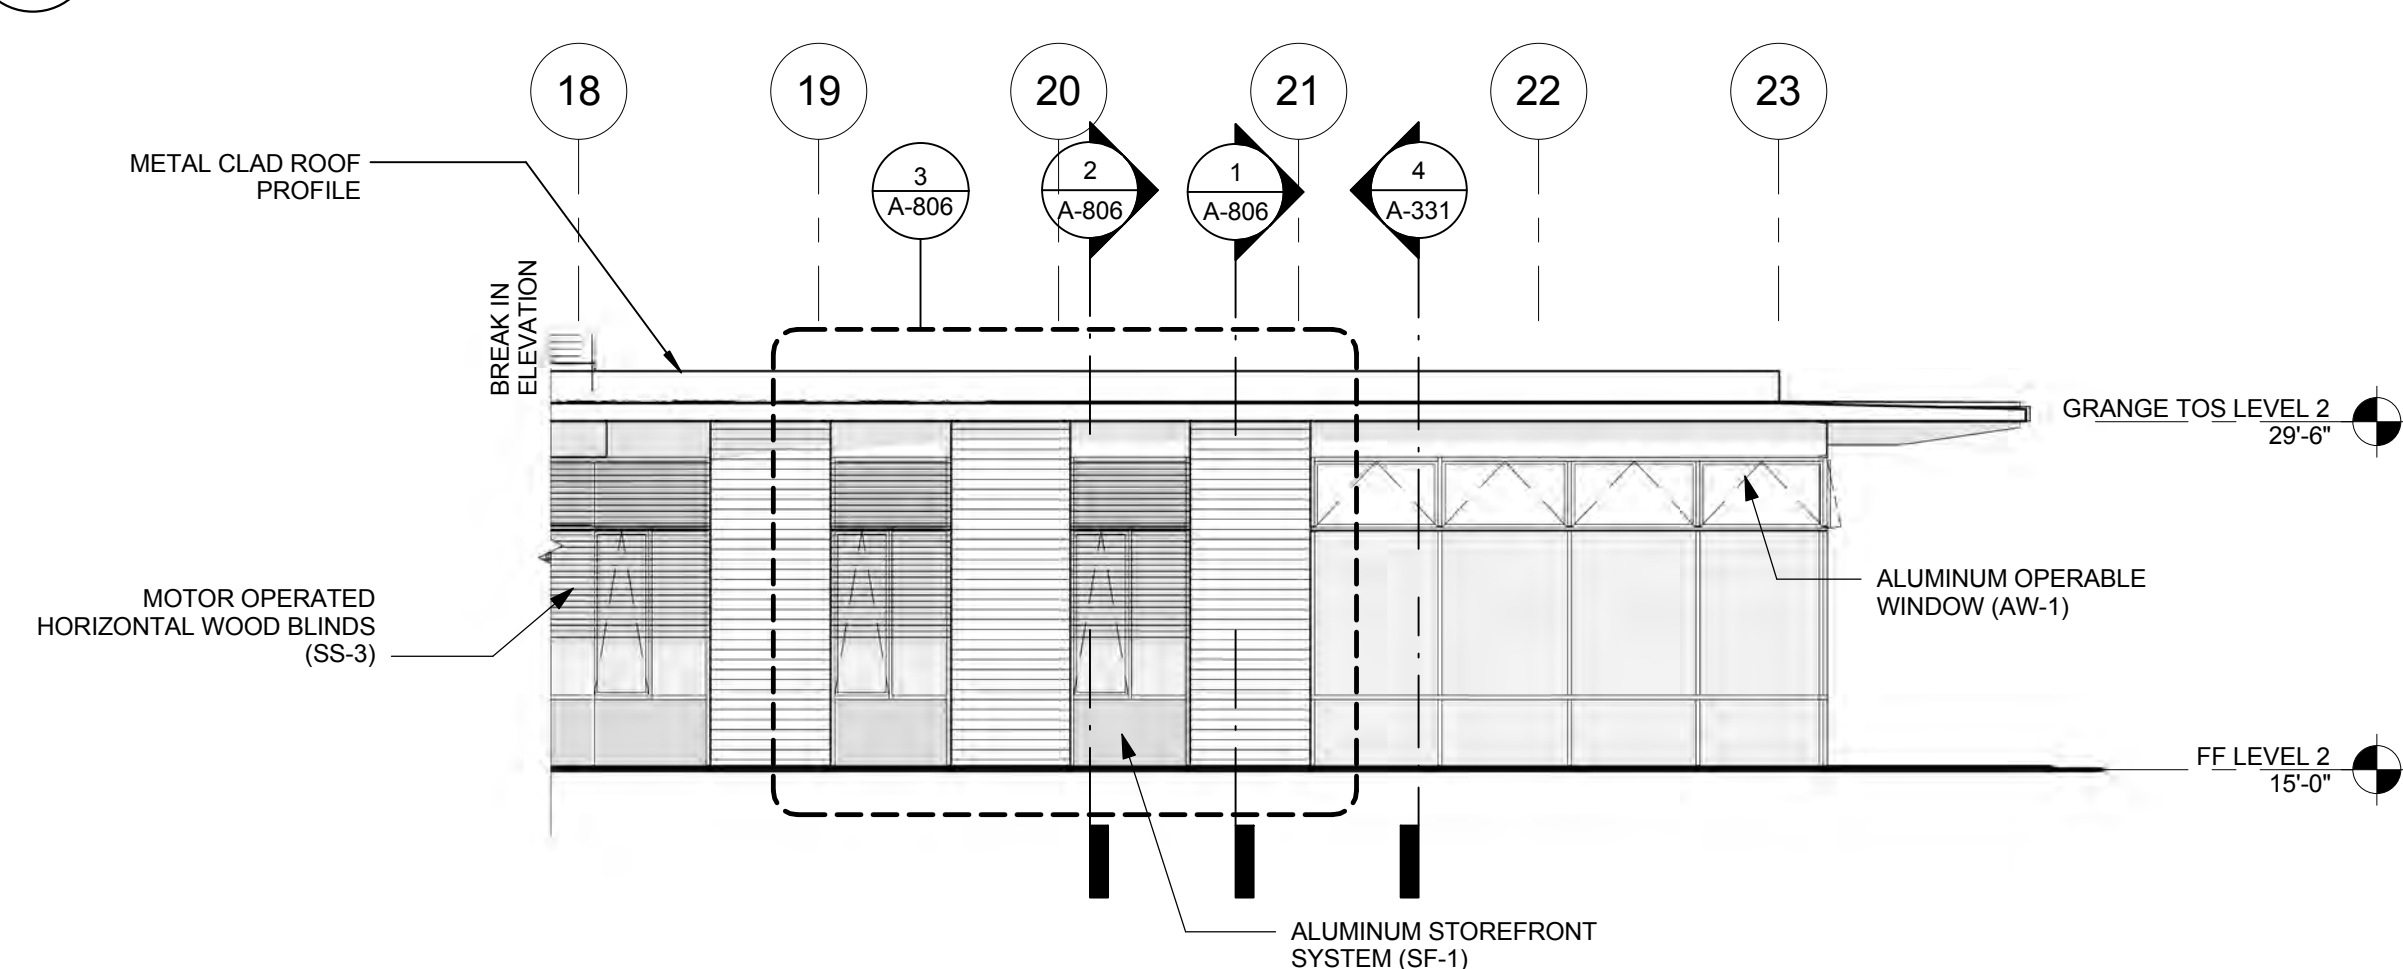 18
19
20
21
22
23
METAL CLAD ROOF
PROFILE
3
A-806
2
A-806
1
A-806
4
A-331
BREAK IN
ELEVATION
GRANGE TOS LEVEL 2
29'-6"
MOTOR OPERATED
HORIZONTAL WOOD BLINDS
(SS-3)
ALUMINUM OPERABLE
WINDOW (AW-1)
FF LEVEL 2
15'-0"
ALUMINUM STOREFRONT
SYSTEM (SF-1)